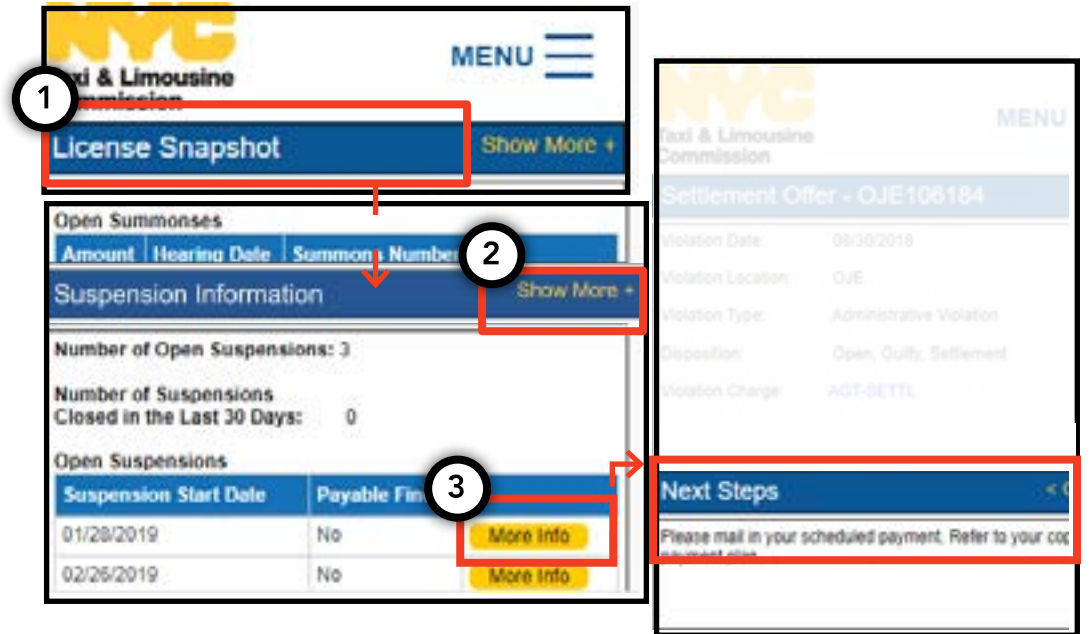 NYC
Taxi & Limousine
Commission
MENU
1
License Snapshot
Show More +
Open Summonses
Amount Hearing Date Summons Number
2
Suspension Information
Show More +
Number of Open Suspensions: 3
Number of Suspensions
Closed in the Last 30 Days: 0
Open Suspensions
Suspension Start Date Payable Fin
3
01/28/2019 No More Info
02/26/2019 No More Info
NYC
Taxi & Limousine
Commission
MENU
Settlement Offer - OJE106184
Violation Date: 08/30/2018
Violation Location: OJE
Violation Type: Administrative Violation
Disposition: Open, Guilty, Settlement
Violation Charge AGT-SETTL
Next Steps
<
Please mail in your scheduled payment. Refer to your cop
payment plan